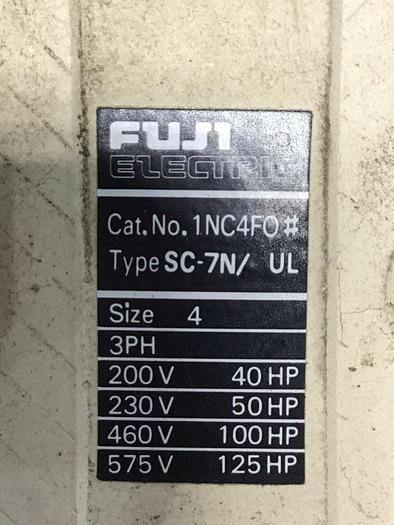 FUJI
ELECTRIC
Cat.No.1NC4FO#
Type SC-7N/ UL
Size 4
3PH
200V 40HP
230V 50HP
460V 100HP
575V 125HP